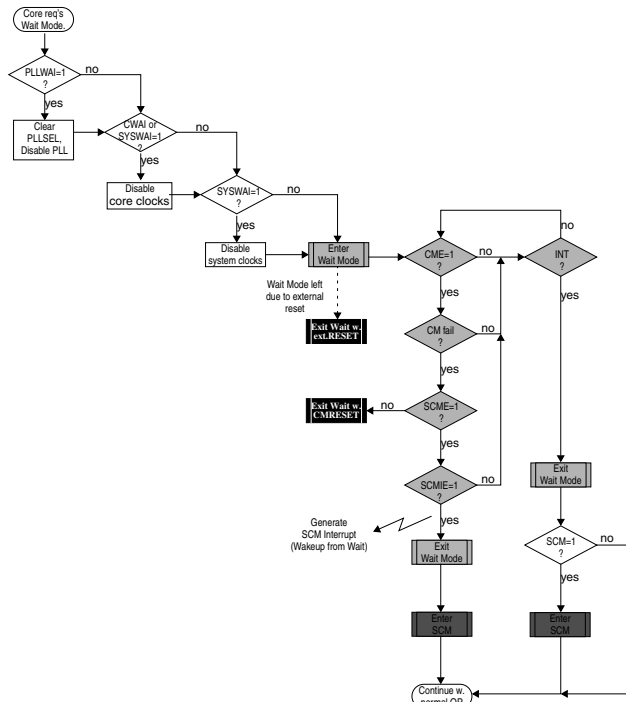 Core req's
Wait Mode.
PLLWAI=1
?
no
yes
Clear
PLLSEL,
Disable PLL
CWAI or
SYSWAI=1
?
no
yes
Disable
core clocks
SYSWAI=1
?
no
yes
Disable
system clocks
Enter
Wait Mode
Wait Mode left
due to external
reset
Exit Wait w.
ext.RESET
CME=1
?
no
yes
INT
?
no
yes
CM fail
?
no
yes
Exit Wait w.
CMRESET
no
SCME=1
?
yes
SCMIE=1
?
no
yes
Generate
SCM Interrupt
(Wakeup from Wait)
Exit
Wait Mode
Enter
SCM
Exit
Wait Mode
SCM=1
?
no
yes
Enter
SCM
Continue w.
normal OP